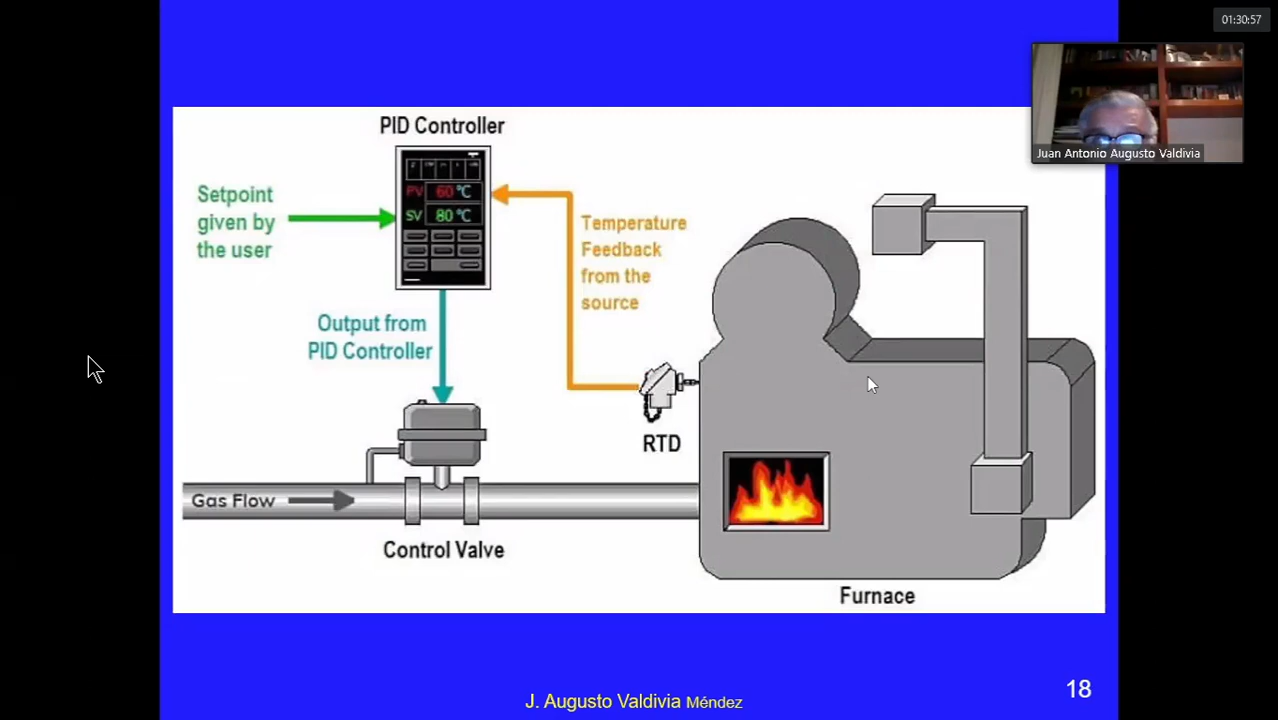 01:30:57
Juan Antonio Augusto Valdivia
PID Controller
PV 60 °C
SV 80 °C
Setpoint
given by
the user
Temperature
Feedback
from the
source
Output from
PID Controller
RTD
Gas Flow
Control Valve
Furnace
J. Augusto Valdivia Méndez
18